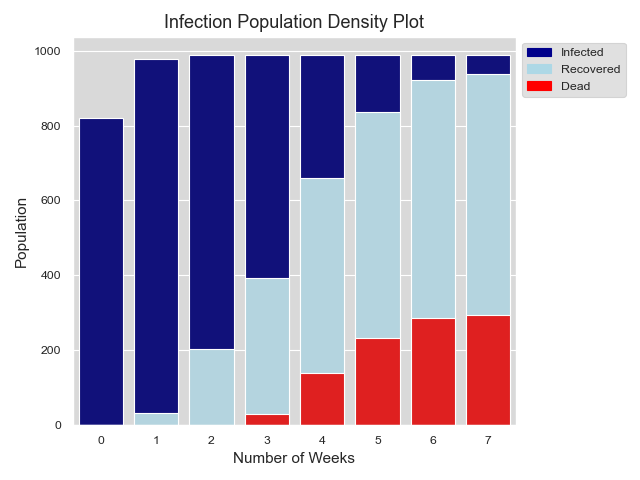 Infection Population Density Plot
Infected
Recovered
Dead
Population
1000
800
600
400
200
0
0 1 2 3 4 5 6 7
Number of Weeks